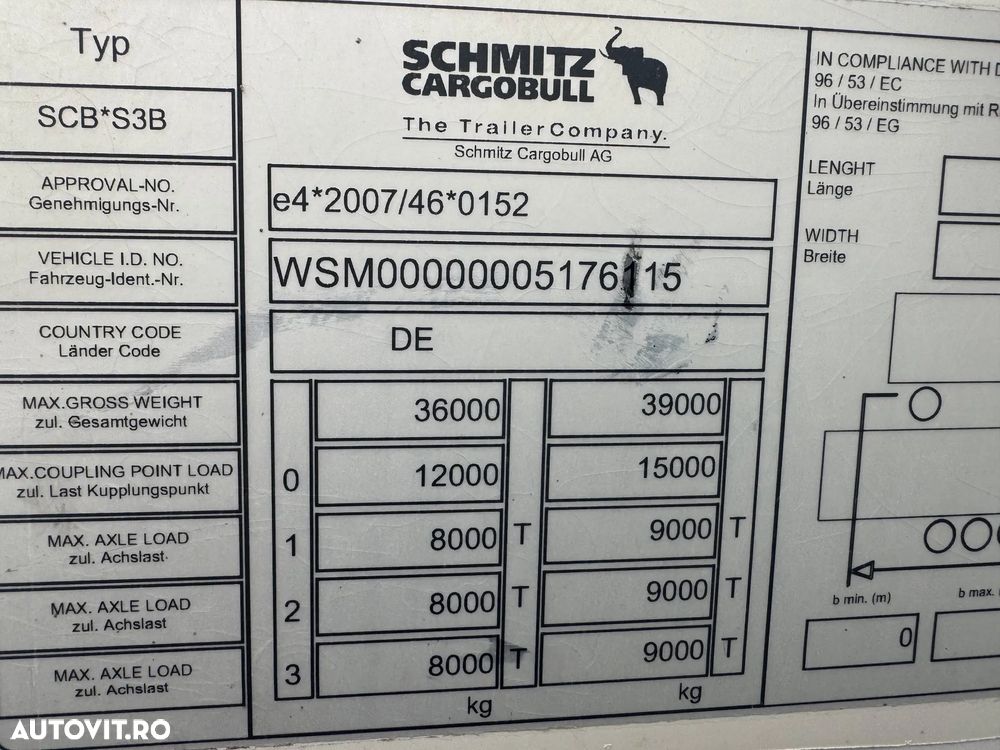 Typ
SCHMITZ
CARGOBULL
The TrailerCompany.
Schmitz Cargobull AG
SCB*S3B
APPROVAL-NO.
Genehmigungs-Nr.
e4*2007/46*0152
VEHICLE I.D. NO.
Fahrzeug-Ident.-Nr.
WSM00000005176115
COUNTRY CODE
Länder Code
DE
MAX.GROSS WEIGHT
zul. Gesamtgewicht
36000 39000
MAX.COUPLING POINT LOAD
zul. Last Kupplungspunkt
0 12000 15000
MAX. AXLE LOAD
zul. Achslast
1 8000 T 9000 T
MAX. AXLE LOAD
zul. Achslast
2 8000 T 9000 T
MAX. AXLE LOAD
zul. Achslast
3 8000 T 9000 T
kg kg
IN COMPLIANCE WITH
96 / 53 / EC
In Übereinstimmung mit
96 / 53 / EG
LENGHT
Länge
WIDTH
Breite
b min. (m) b max.
0
AUTOVIT.RO